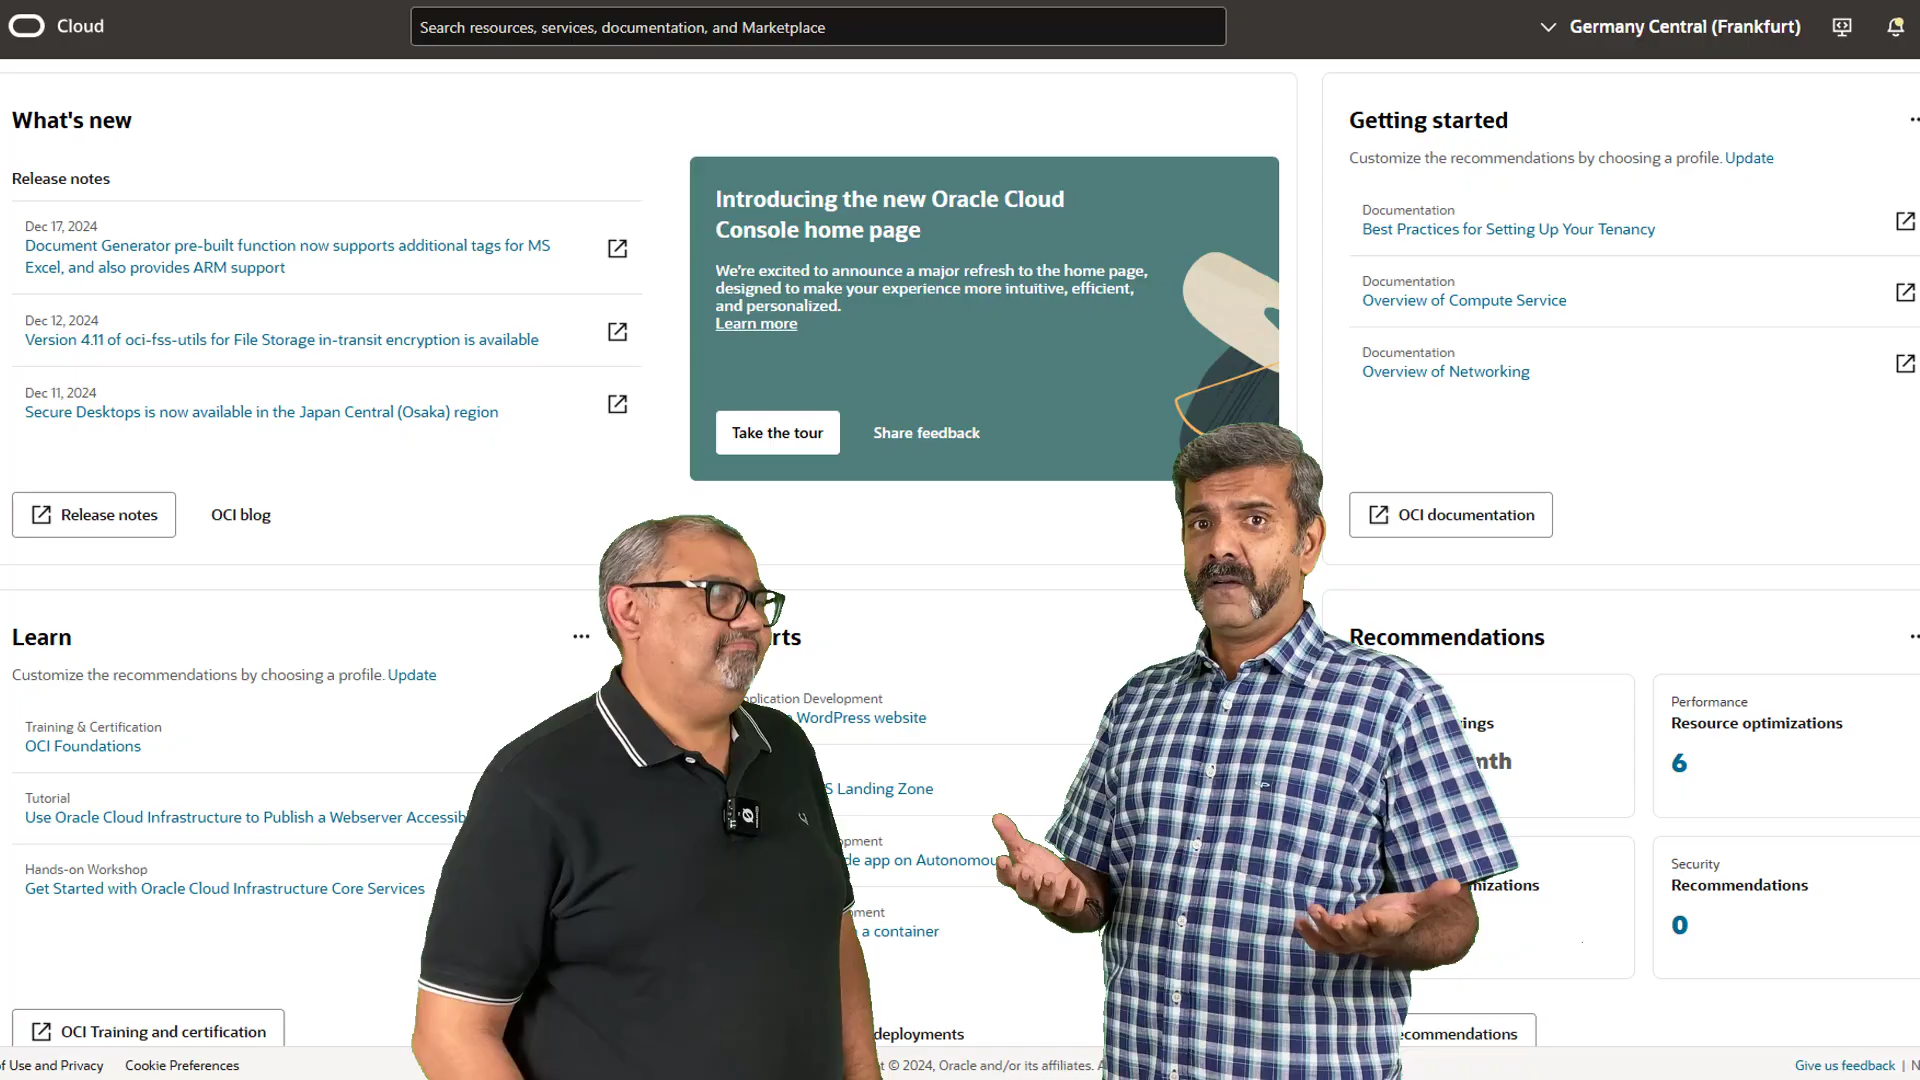 Cloud
Search resources, services, documentation, and Marketplace
Germany Central (Frankfurt)
What's new
Release notes
Dec 17, 2024
Document Generator pre-built function now supports additional tags for MS
Excel, and also provides ARM support
Dec 12, 2024
Version 4.11 of oci-fss-utils for File Storage in-transit encryption is available
Dec 11, 2024
Secure Desktops is now available in the Japan Central (Osaka) region
Release notes
OCI blog
Introducing the new Oracle Cloud
Console home page
We're excited to announce a major refresh to the home page,
designed to make your experience more intuitive, efficient,
and personalized.
Learn more
Take the tour
Share feedback
Getting started
Customize the recommendations by choosing a profile. Update
Documentation
Best Practices for Setting Up Your Tenancy
Documentation
Overview of Compute Service
Documentation
Overview of Networking
OCI documentation
Learn
Customize the recommendations by choosing a profile. Update
Training & Certification
OCI Foundations
Tutorial
Use Oracle Cloud Infrastructure to Publish a Webserver Accessib
Hands-on Workshop
Get Started with Oracle Cloud Infrastructure Core Services
OCI Training and certification
rts
plication Development
WordPress website
S Landing Zone
opment
de app on Autonomou
ment
a container
deployments
Recommendations
ings
nth
Performance
Resource optimizations
6
mizations
Security
Recommendations
0
ecommendations
f Use and Privacy
Cookie Preferences
t © 2024, Oracle and/or its affiliates. A
Give us feedback | N